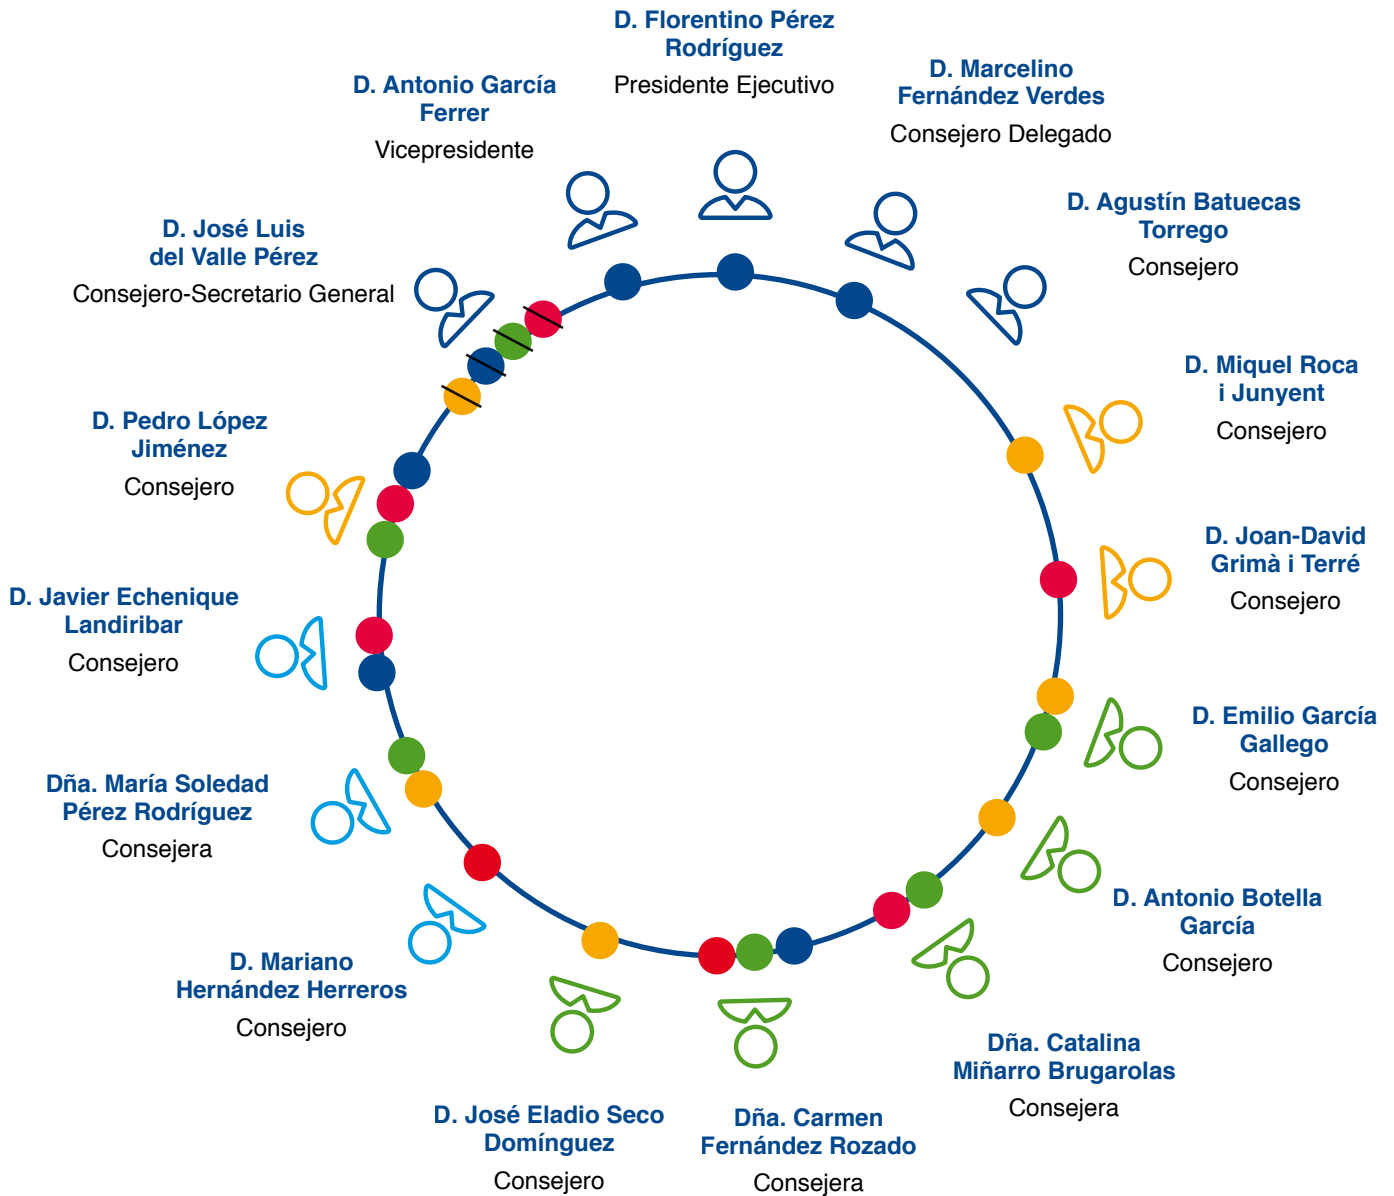 D. Florentino Pérez
Rodríguez
Presidente Ejecutivo
D. Marcelino
Fernández Verdes
Consejero Delegado
D. Agustín Batuecas
Torrego
Consejero
D. Miquel Roca
i Junyent
Consejero
D. Joan-David
Grimà i Terré
Consejero
D. Emilio García
Gallego
Consejero
D. Antonio Botella
García
Consejero
Dña. Catalina
Miñarro Brugarolas
Consejera
Dña. Carmen
Fernández Rozado
Consejera
D. José Eladio Seco
Domínguez
Consejero
D. Mariano
Hernández Herreros
Consejero
Dña. María Soledad
Pérez Rodríguez
Consejera
D. Javier Echenique
Landiribar
Consejero
D. Pedro López
Jiménez
Consejero
D. José Luis
del Valle Pérez
Consejero-Secretario General
D. Antonio García
Ferrer
Vicepresidente